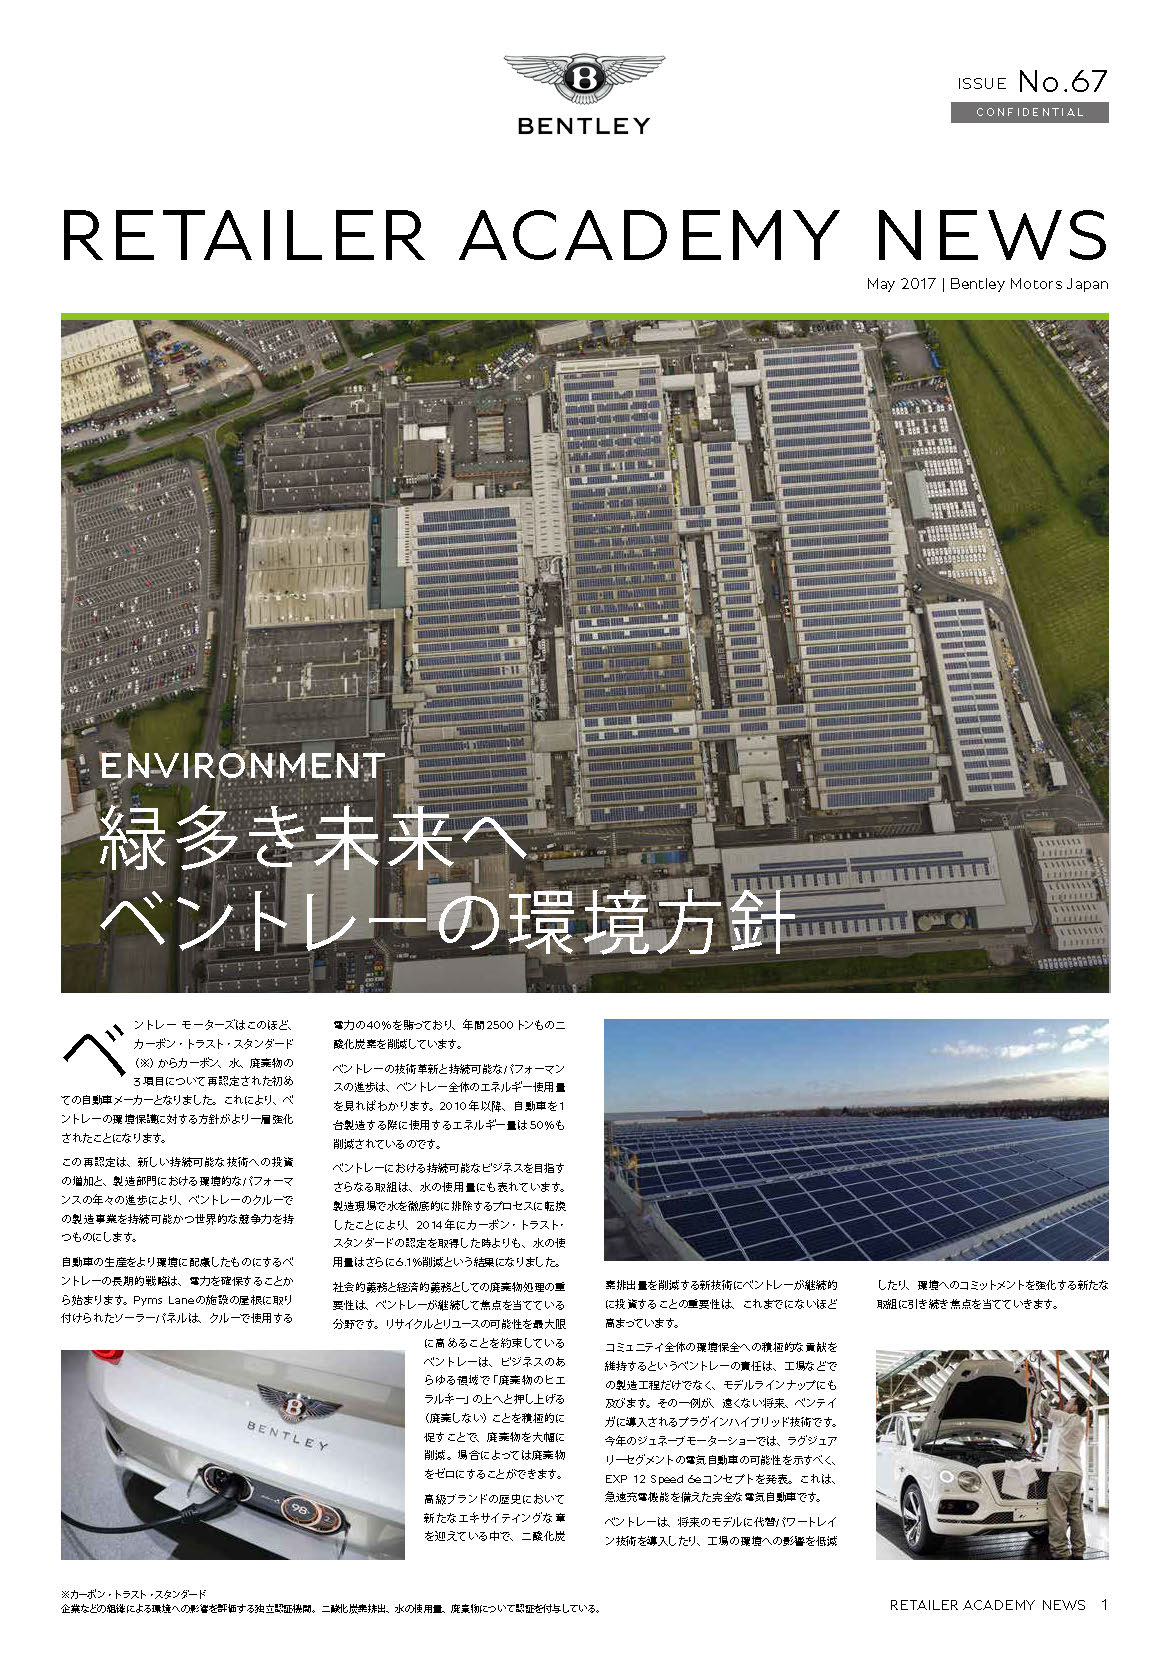 BENTLEY
ISSUE No.67
CONFIDENTIAL
RETAILER ACADEMY NEWS
May 2017 | Bentley Motors Japan
ENVIRONMENT
緑多き未来へ
ベントレーの環境方針
ベントレー モーターズはこのほど、
カーボン・トラスト・スタンダード
（※）からカーボン、水、廃棄物の
3項目について再認定された初め
ての自動車メーカーとなりました。これにより、ベ
ントレーの環境保護に対する方針がより一層強化
されたことになります。
この再認定は、新しい持続可能な技術への投資
の増加と、製造部門における環境的なパフォーマ
ンスの年々の進歩により、ベントレーのクルーで
の製造事業を持続可能かつ世界的な競争力を持
つものにします。
自動車の生産をより環境に配慮したものにするベ
ントレーの長期的戦略は、電力を確保することか
ら始まります。Pyms Laneの施設の屋根に取り
付けられたソーラーパネルは、クルーで使用する
電力の40%を賄っており、年間2500トンもの二
酸化炭素を削減しています。
ベントレーの技術革新と持続可能なパフォーマン
スの進歩は、ベントレー全体のエネルギー使用量
を見ればわかります。2010年以降、自動車を1
台製造する際に使用するエネルギー量は50%も
削減されているのです。
ベントレーにおける持続可能なビジネスを目指す
さらなる取組は、水の使用量にも表れています。
製造現場で水を徹底的に排除するプロセスに転換
したことにより、2014年にカーボン・トラスト・
スタンダードの認定を取得した時よりも、水の使
用量はさらに6.1%削減という結果になりました。
社会的義務と経済的義務としての廃棄物処理の重
要性は、ベントレーが継続して焦点を当てている
分野です。リサイクルとリユースの可能性を最大限
に高めることを約束している
ベントレーは、ビジネスのあ
らゆる領域で「廃棄物のヒエ
ラルキー」の上へと押し上げる
（廃棄しない）ことを積極的に
促すことで、廃棄物を大幅に
削減。場合によっては廃棄物
をゼロにすることができます。
高級ブランドの歴史において
新たなエキサイティングな章
を迎えている中で、二酸化炭
素排出量を削減する新技術にベントレーが継続的
に投資することの重要性は、これまでにないほど
高まっています。
コミュニティ全体の環境保全への積極的な貢献を
維持するというベントレーの責任は、工場などで
の製造工程だけでなく、モデルラインナップにも
及びます。その一例が、遠くない将来、ベンテイ
ガに導入されるプラグインハイブリッド技術です。
今年のジュネーブモーターショーでは、ラグジュア
リーセグメントの電気自動車の可能性を示すべく、
EXP 12 Speed 6eコンセプトを発表。これは、
急速充電機能を備えた完全な電気自動車です。
ベントレーは、将来のモデルに代替パワートレイ
ン技術を導入したり、工場の環境への影響を低減
したり、環境へのコミットメントを強化する新たな
取組に引き続き焦点を当てていきます。
BENTLEY
98
※カーボン・トラスト・スタンダード
企業などの組織による環境への影響を評価する独立認証機関。二酸化炭素排出、水の使用量、廃棄物について認証を付与している。
RETAILER ACADEMY NEWS 1